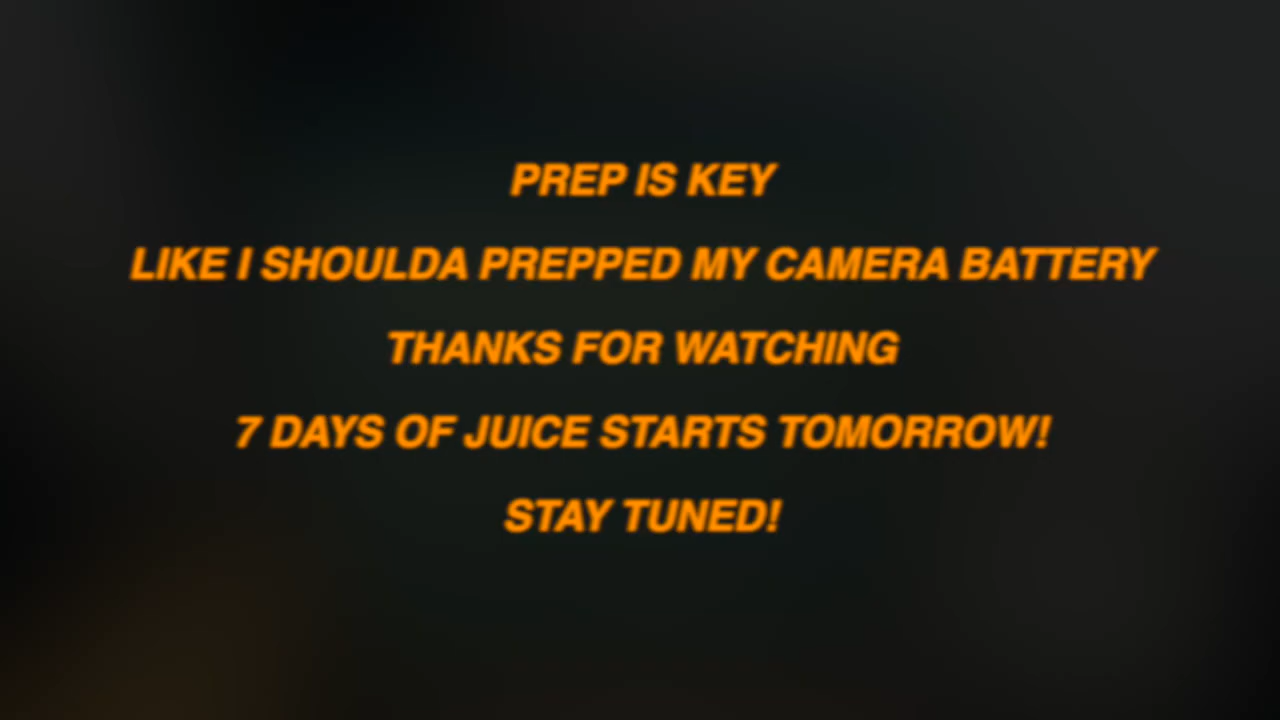 PREP IS KEY
LIKE I SHOULDA PREPPED MY CAMERA BATTERY
THANKS FOR WATCHING
7 DAYS OF JUICE STARTS TOMORROW!
STAY TUNED!